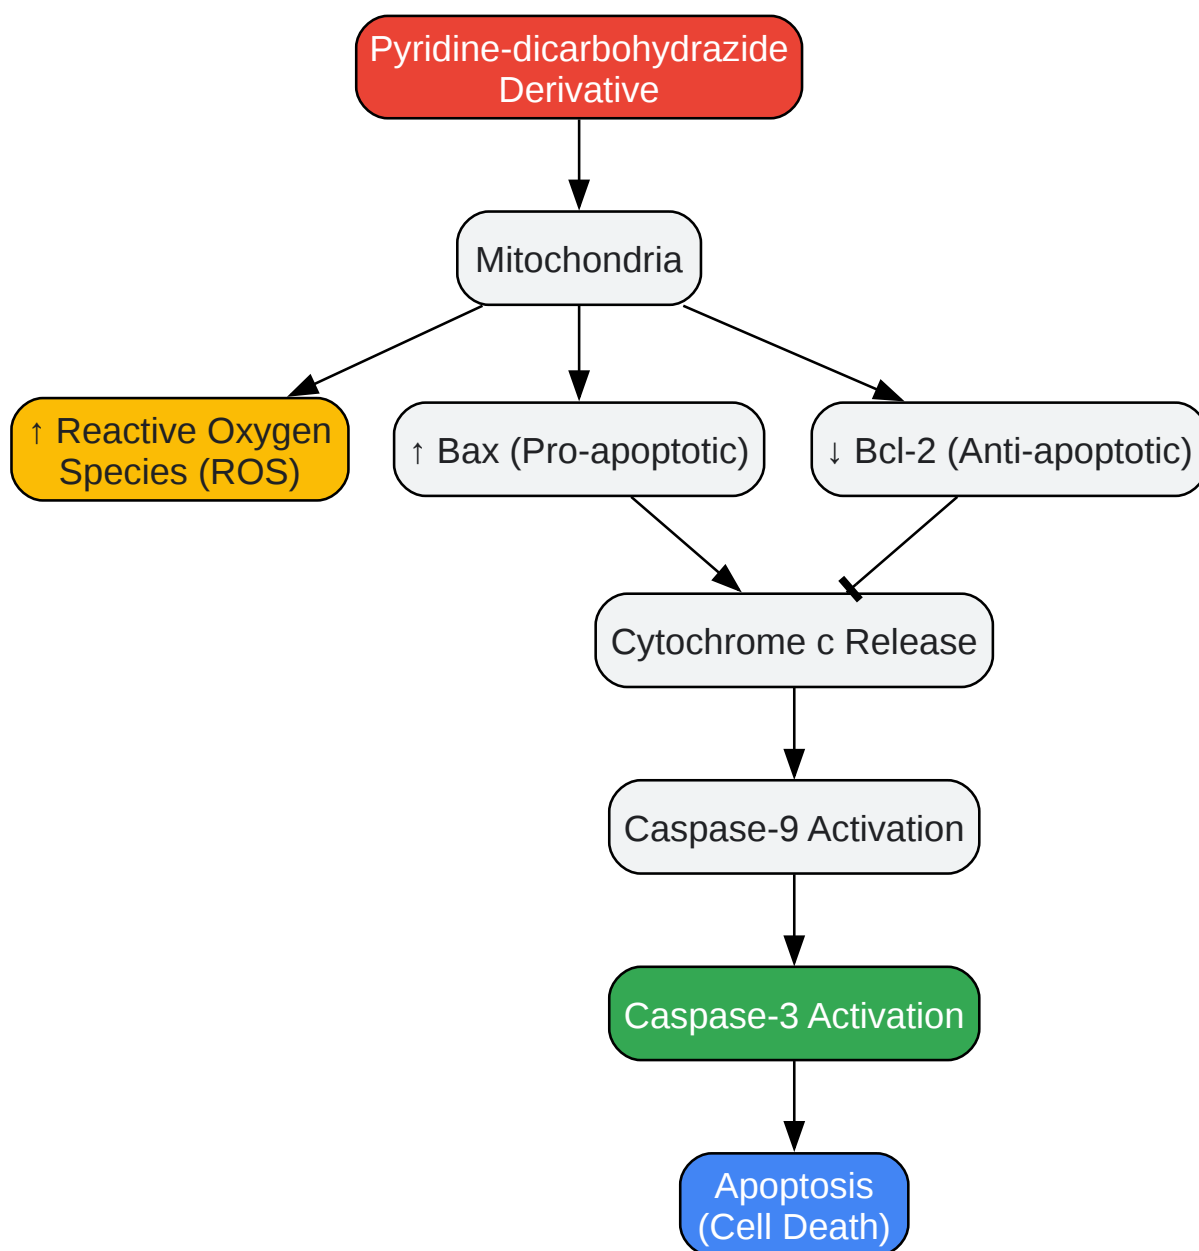 Pyridine-dicarbohydrazide
Derivative
Mitochondria
↑ Reactive Oxygen
Species (ROS)
↑ Bax (Pro-apoptotic)
↓ Bcl-2 (Anti-apoptotic)
Cytochrome c Release
Caspase-9 Activation
Caspase-3 Activation
Apoptosis
(Cell Death)